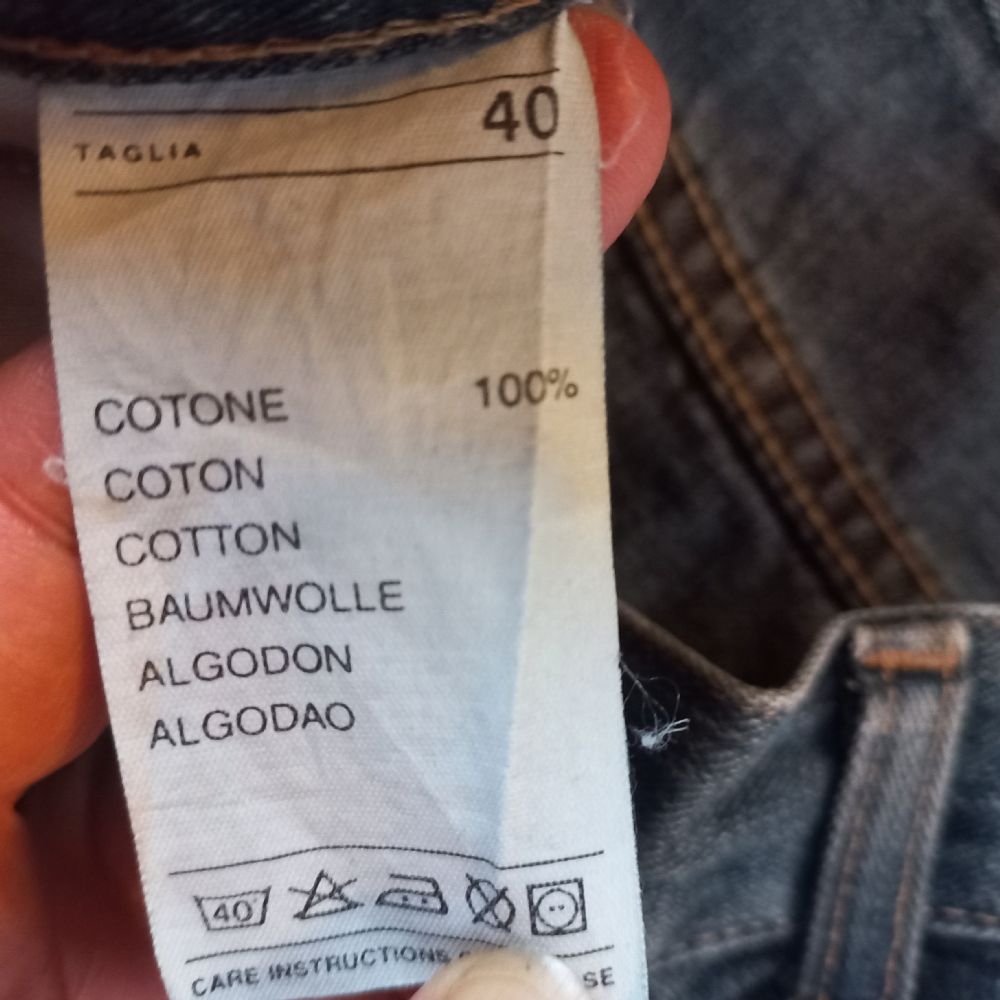 TAGLIA 40
COTONE 100%
COTON
COTTON
BAUMWOLLE
ALGODON
ALGODAO
40
CARE INSTRUCTIONS